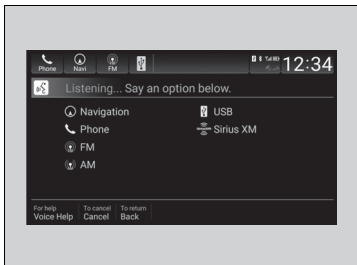 Phone Navi FM 12:34
Listening... Say an option below.
Navigation USB
Phone Sirius XM
FM
AM
For help To cancel To return
Voice Help Cancel Back